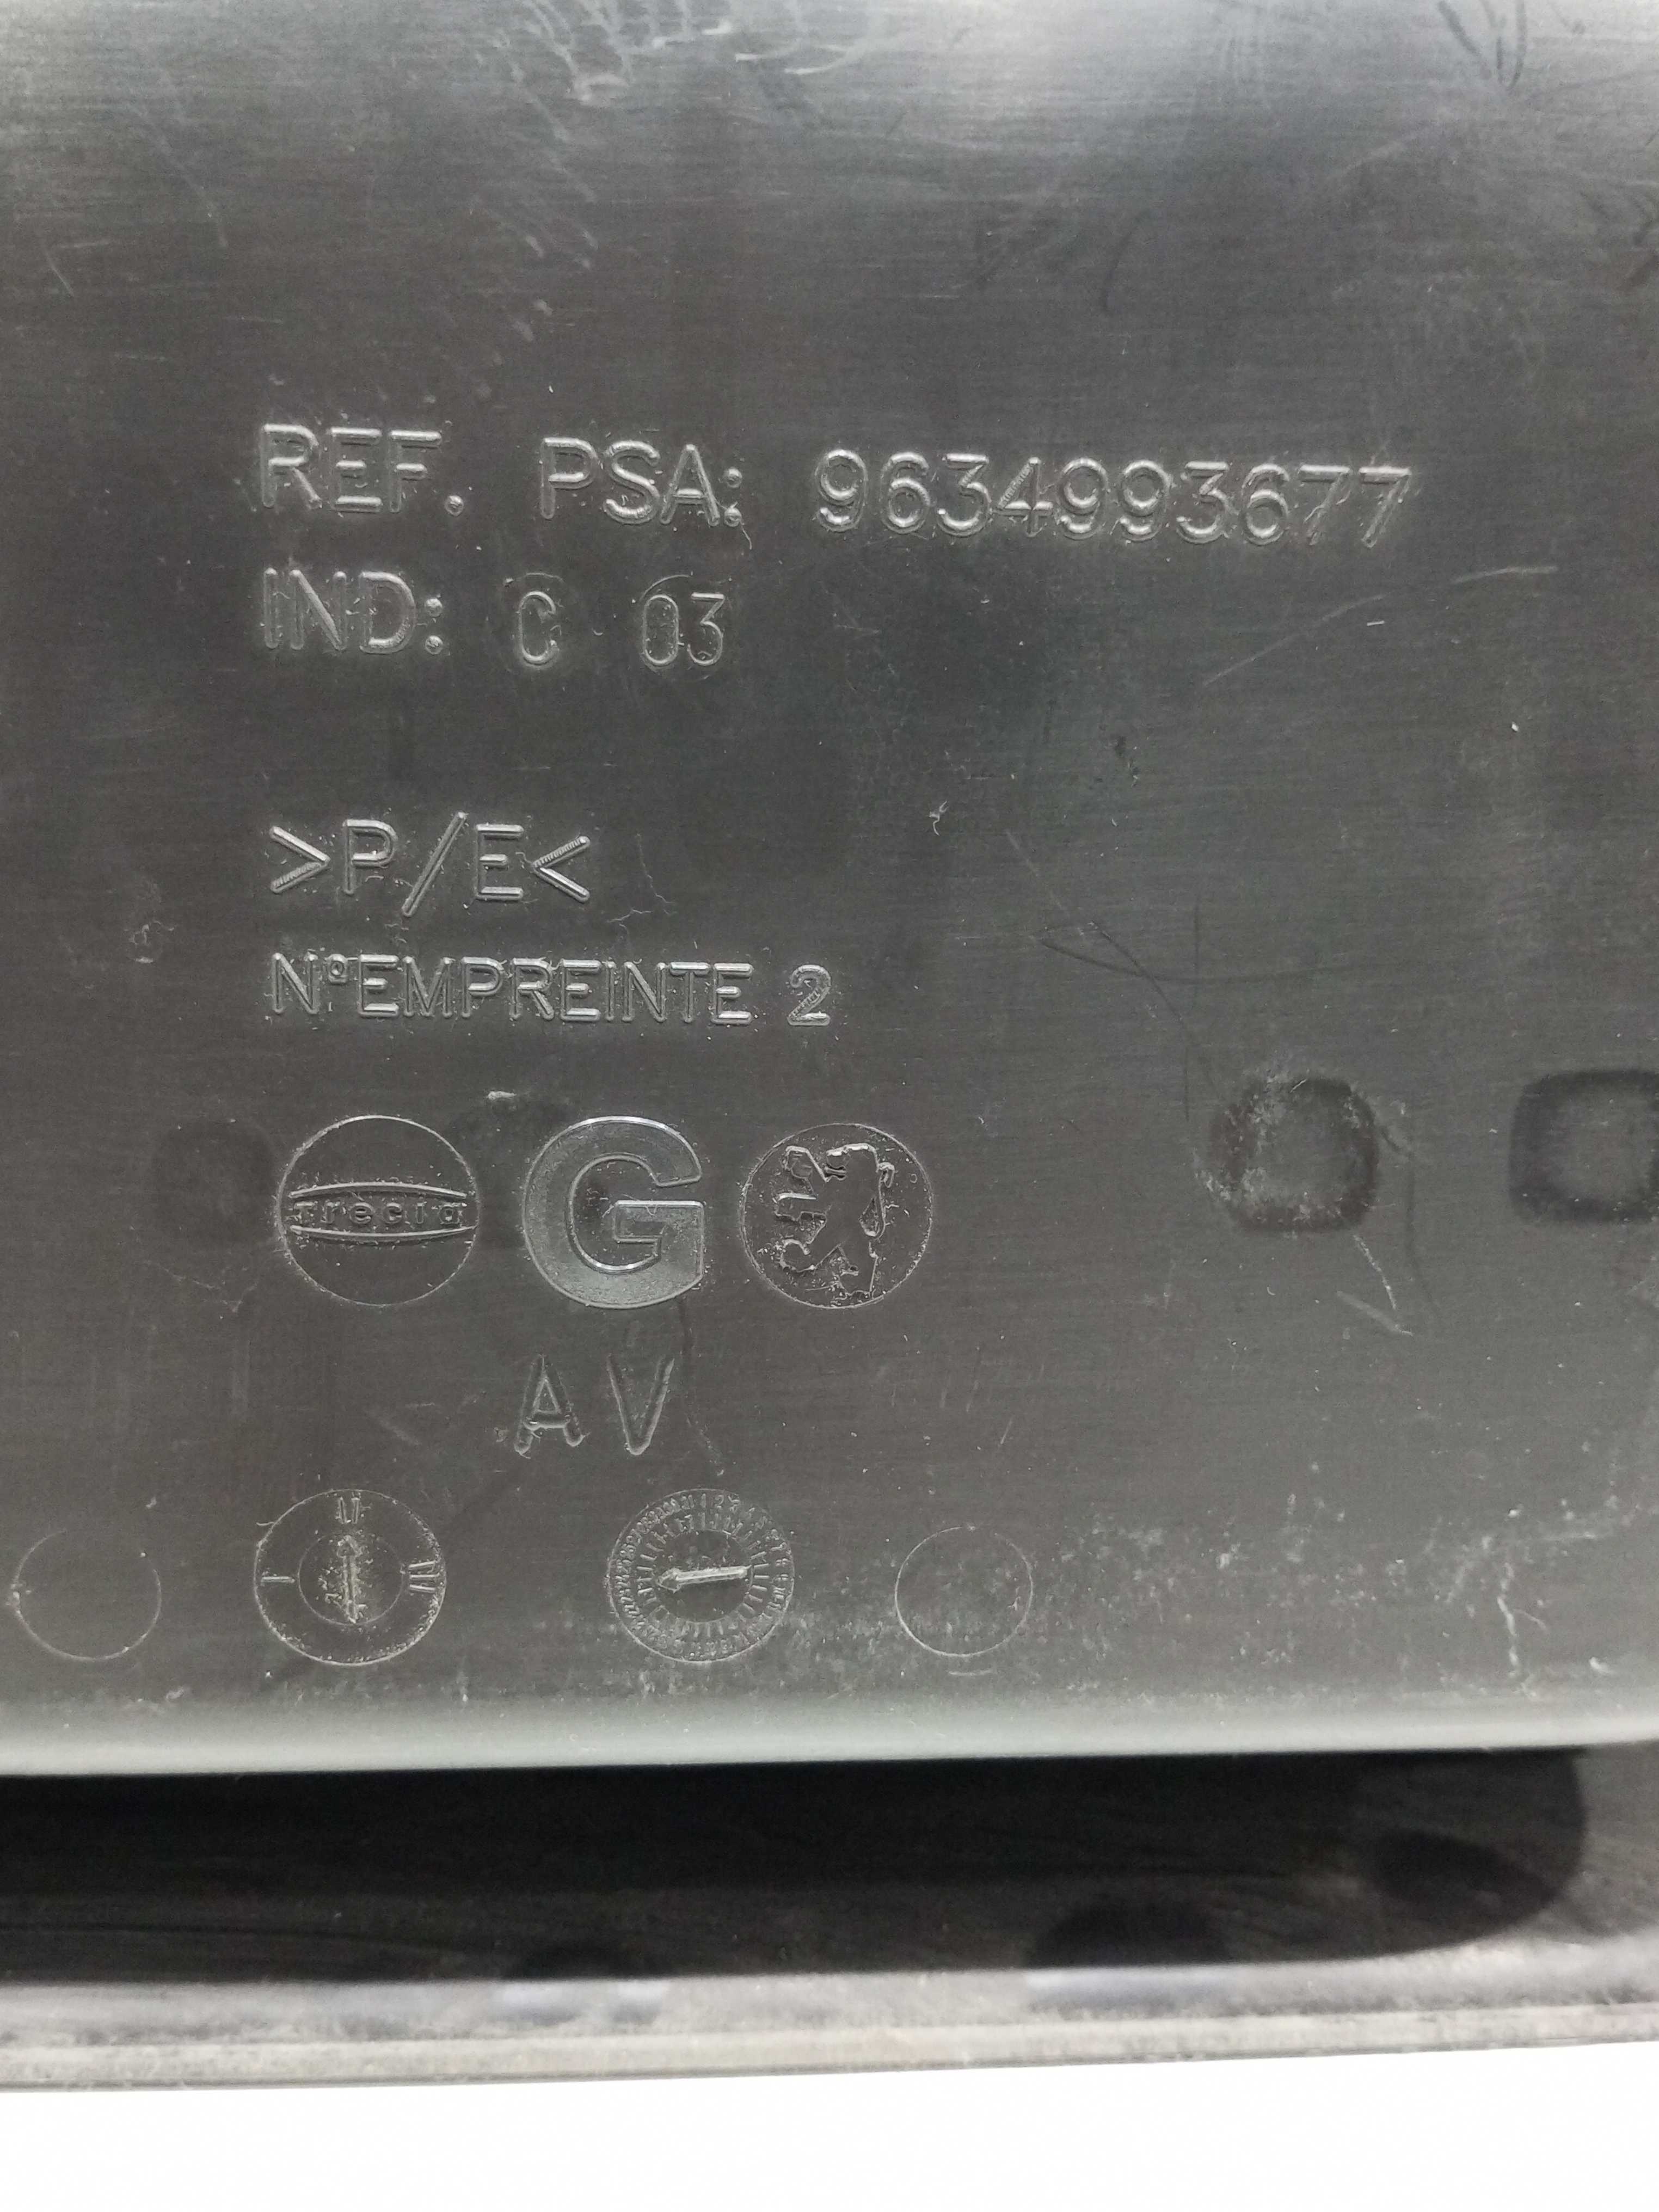 REF. PSA: 9634993677
IND: C 03
>P/E<
N°EMPREINTE 2
Trecia
G
AV